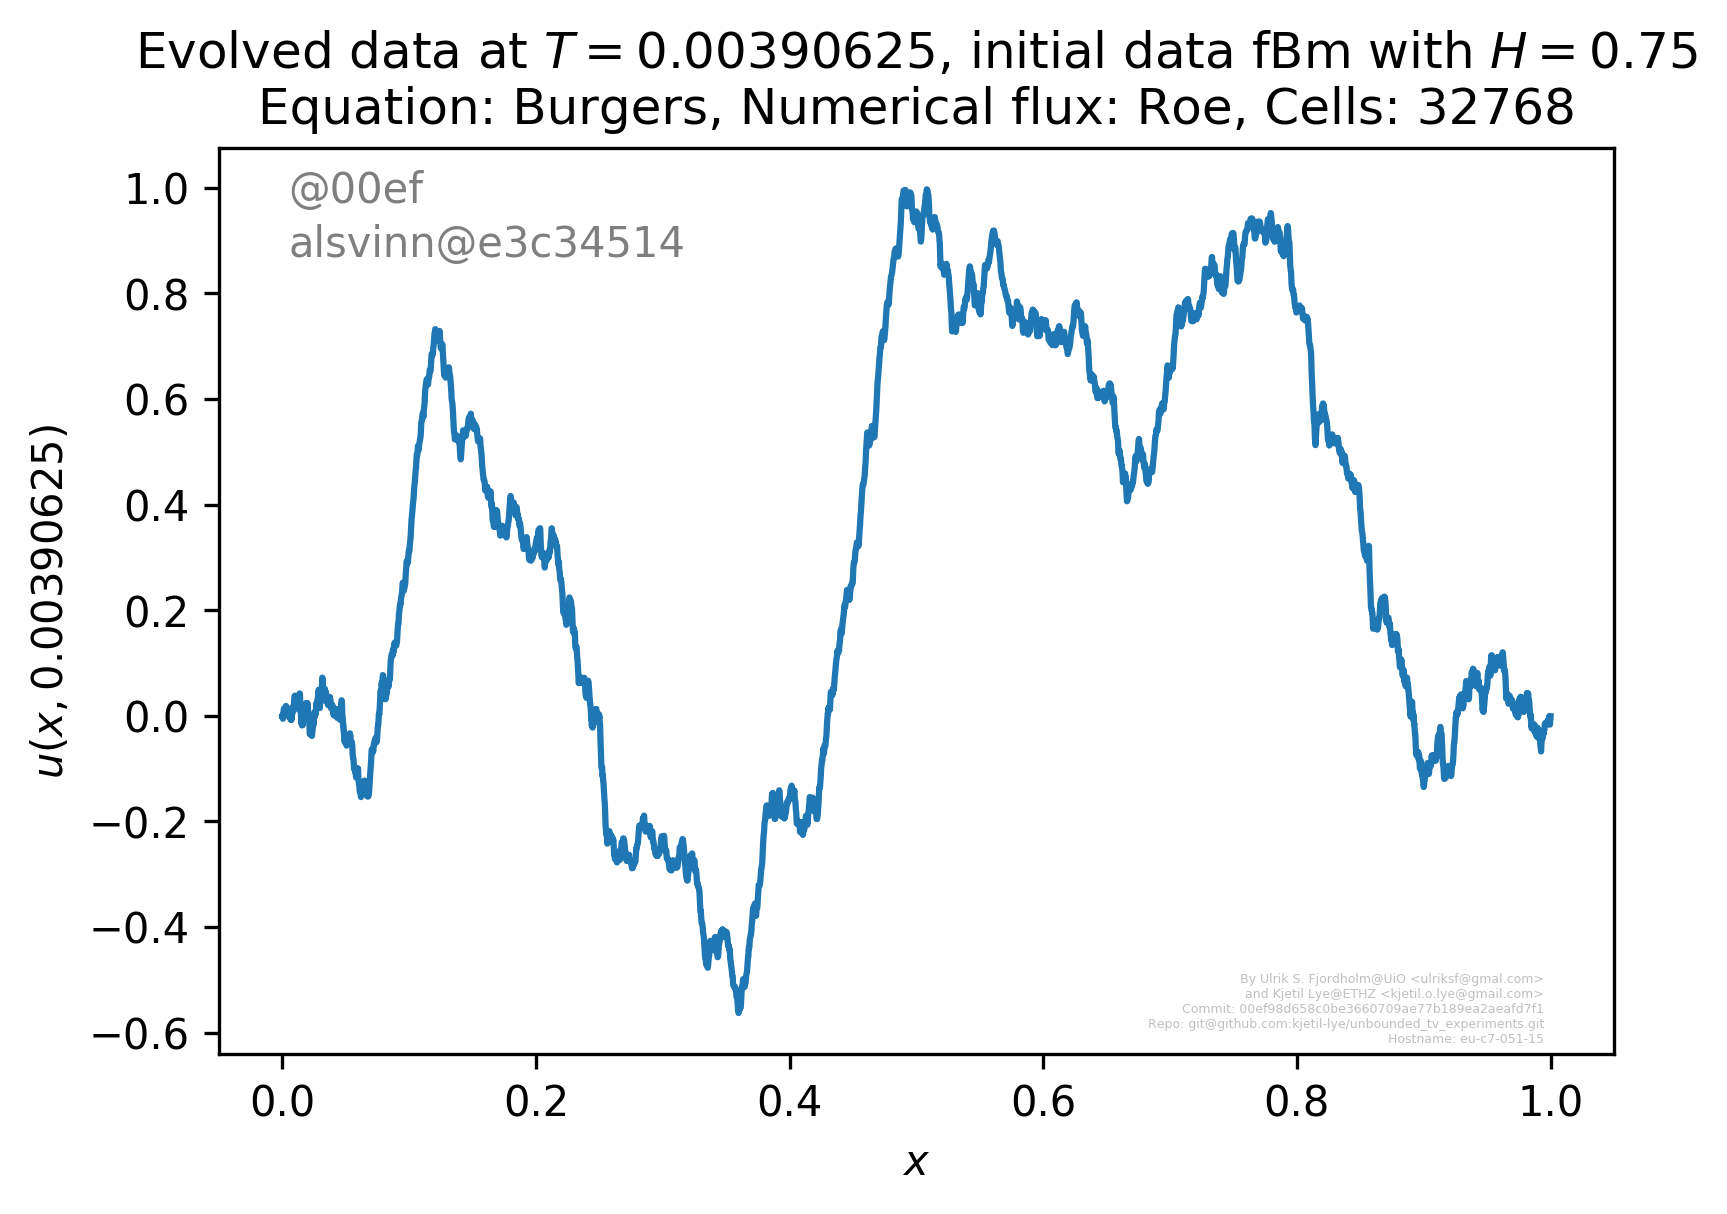 Evolved data at T = 0.00390625, initial data fBm with H = 0.75
Equation: Burgers, Numerical flux: Roe, Cells: 32768
@00ef
alsvinn@e3c34514
1.0
0.8
0.6
0.4
0.2
0.0
−0.2
−0.4
−0.6
u(x, 0.00390625)
By Ulrik S. Fjordholm@UiO <ulriksf@gmal.com>
and Kjetil Lye@ETHZ <kjetil.o.lye@gmail.com>
Commit: 00ef98d658c0be3660709ae77b189ea2aeafd7f1
Repo: git@github.com:kjetil-lye/unbounded_tv_experiments.git
Hostname: eu-c7-051-15
0.0 0.2 0.4 0.6 0.8 1.0
x